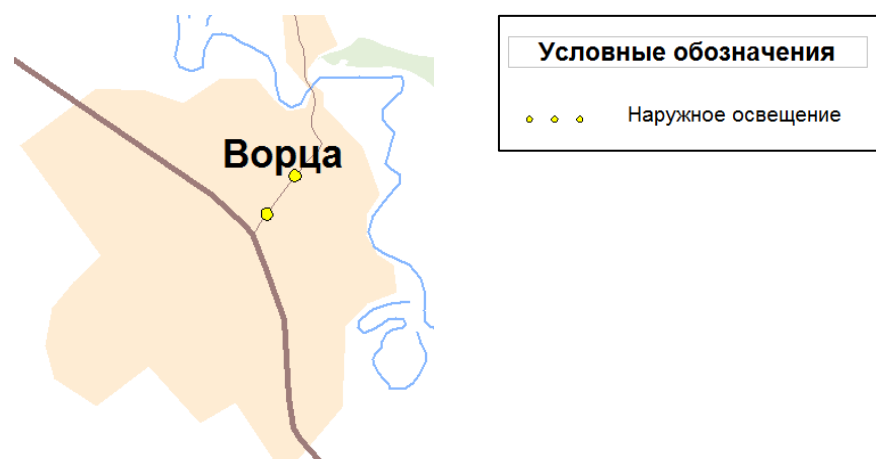 Ворца
Условные обозначения
Наружное освещение